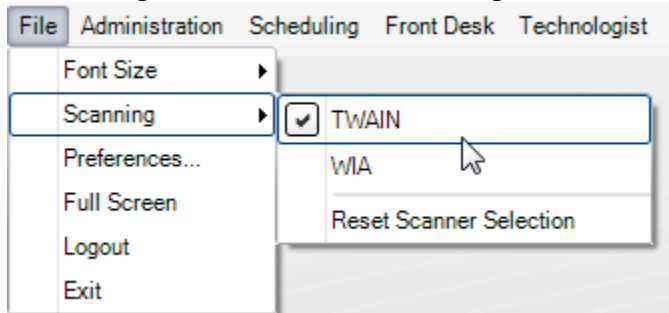 File Administration Scheduling Front Desk Technologist
Font Size
Scanning
TWAIN
Preferences...
WIA
Full Screen
Reset Scanner Selection
Logout
Exit